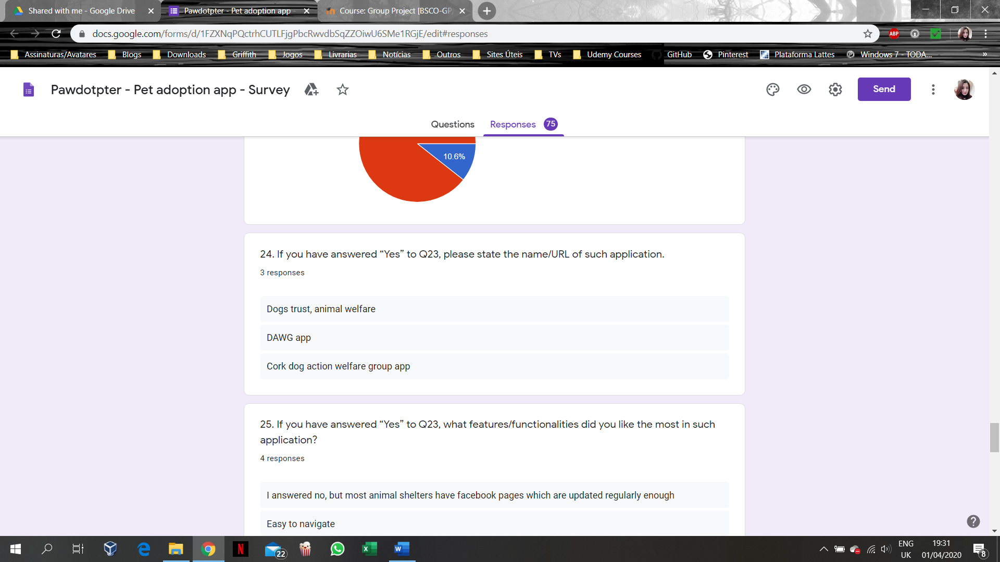 Shared with me - Google Drive
Pawdotpter - Pet adoption app -
Course: Group Project [BSCO-GP
docs.google.com/forms/d/1FZXNqPQctrhCUTLFjgPbcRwvdbSqZZOiwU6SMe1RGjE/edit#responses
ABP
Assinaturas/Avatares
Blogs
Downloads
Griffith
Jogos
Livrarias
Notícias
Outros
Sites Úteis
TVs
Udemy Courses
GitHub
Pinterest
Plataforma Lattes
Windows 7 - TODA...
»
Pawdotpter - Pet adoption app - Survey
Send
Questions
Responses 75
10.6%
24. If you have answered “Yes” to Q23, please state the name/URL of such application.
3 responses
Dogs trust, animal welfare
DAWG app
Cork dog action welfare group app
25. If you have answered “Yes” to Q23, what features/functionalities did you like the most in such
application?
4 responses
I answered no, but most animal shelters have facebook pages which are updated regularly enough
Easy to navigate
?
N
22
X
W
ENG
UK
19:31
01/04/2020
8